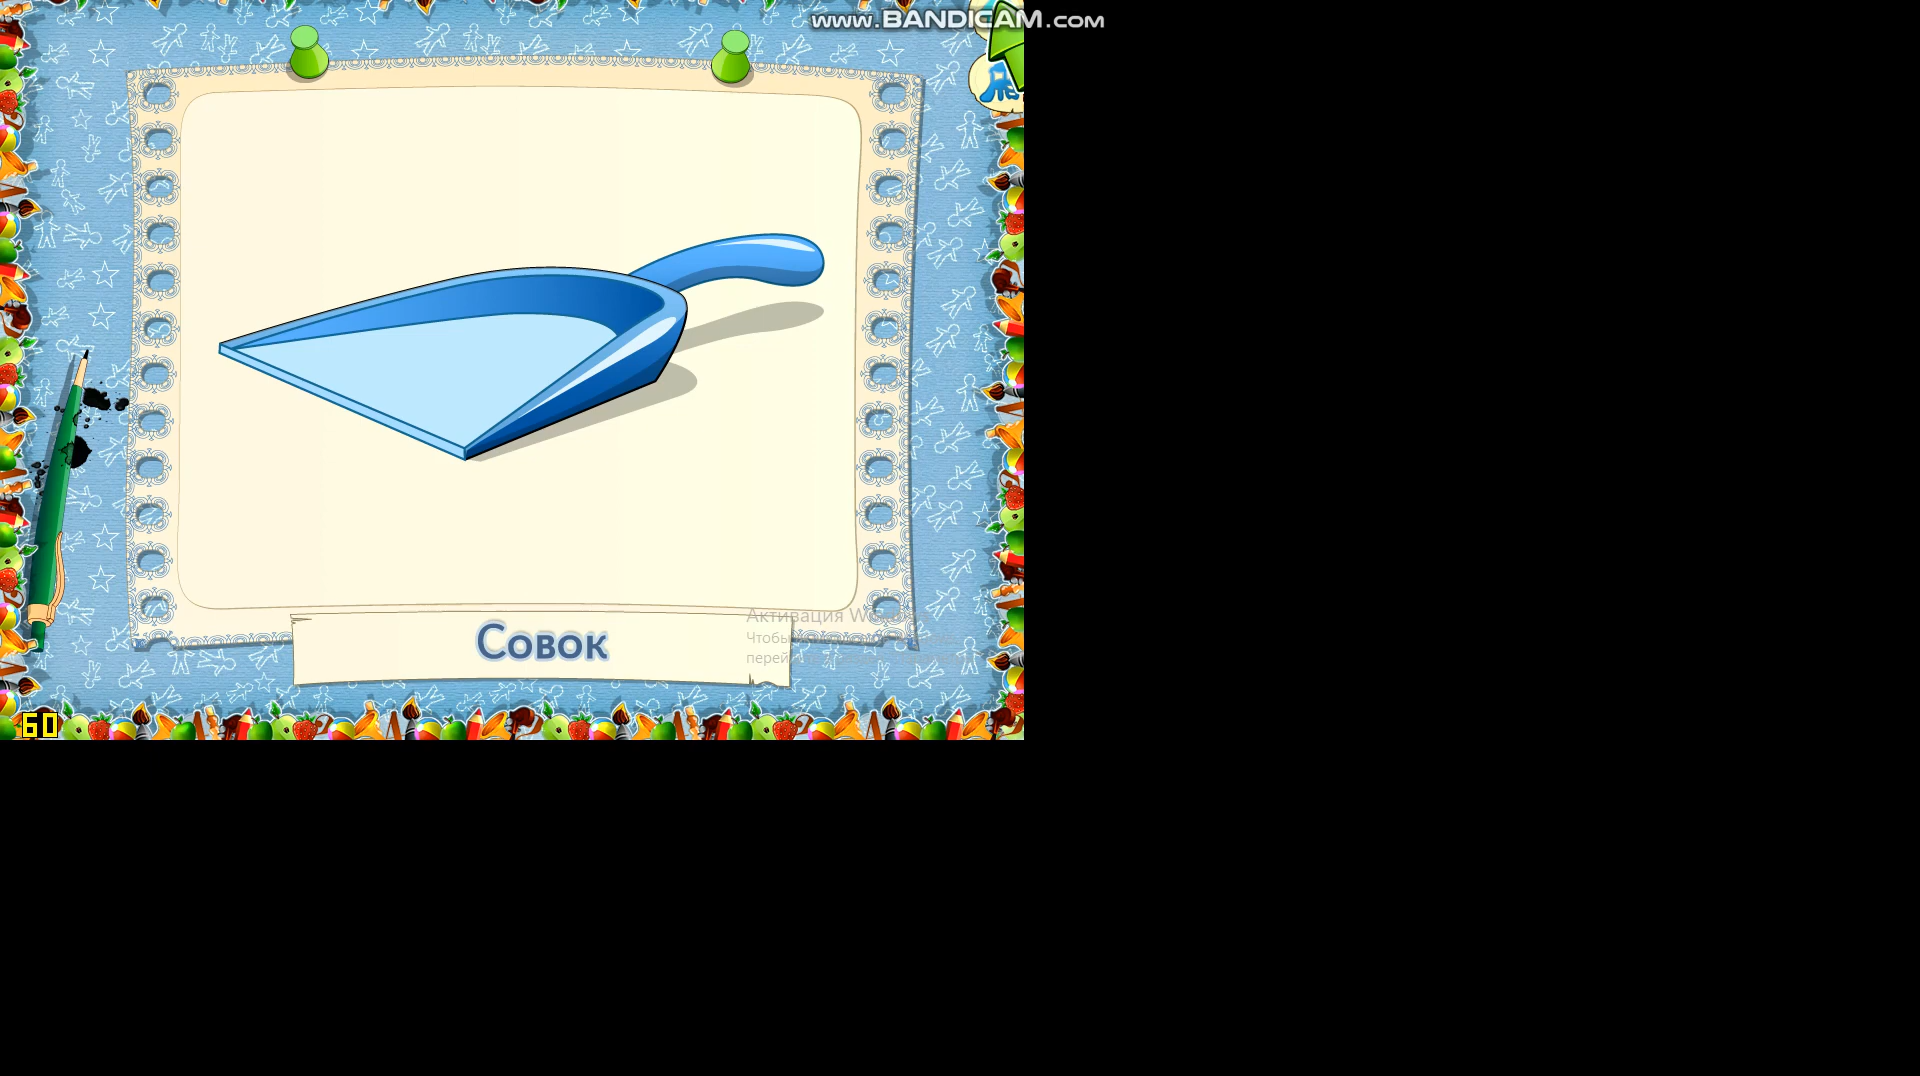 www.BANDICAM.com
Совок
Активация W
Чтобы
перей
60